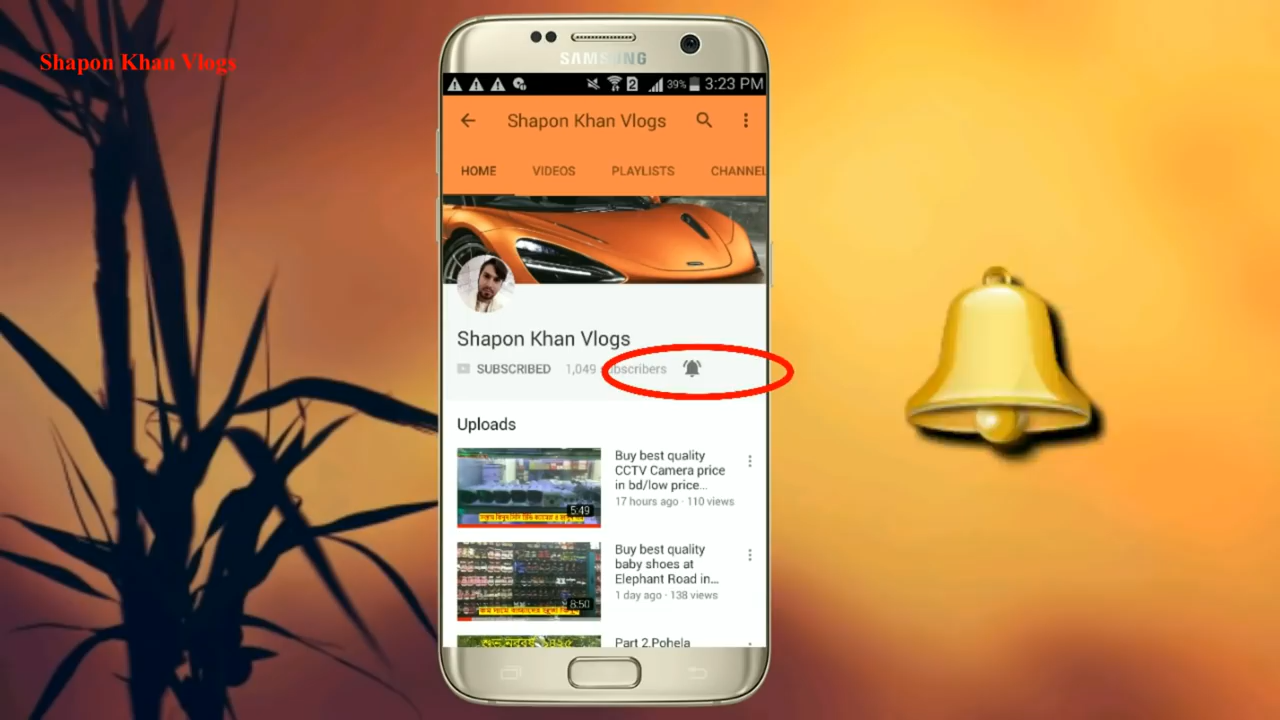 Shapon Khan Vlogs
SAMSUNG
2 39% 3:23 PM
Shapon Khan Vlogs
HOME VIDEOS PLAYLISTS CHANNEL
Shapon Khan Vlogs
SUBSCRIBED 1,049 subscribers
Uploads
Buy best quality
CCTV Camera price
in bd/low price...
17 hours ago · 110 views
5:49
Buy best quality
baby shoes at
Elephant Road in...
1 day ago · 138 views
8:50
Part 2.Pohela